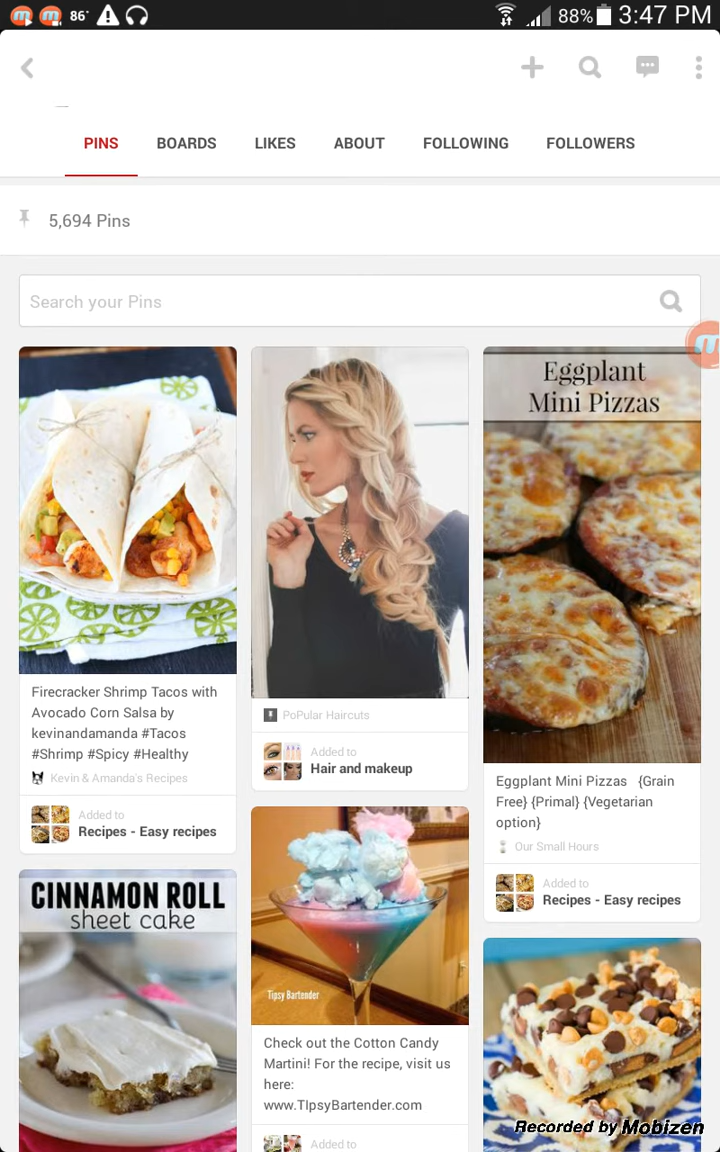 86°
88%
3:47 PM
PINS
BOARDS
LIKES
ABOUT
FOLLOWING
FOLLOWERS
5,694 Pins
Search your Pins
Firecracker Shrimp Tacos with
Avocado Corn Salsa by
kevinandamanda #Tacos
#Shrimp #Spicy #Healthy
Kevin & Amanda's Recipes
Added to
Recipes - Easy recipes
CINNAMON ROLL
sheet cake
PoPular Haircuts
Added to
Hair and makeup
Tipsy Bartender
Check out the Cotton Candy
Martini! For the recipe, visit us
here:
www.TIpsyBartender.com
Added to
Eggplant
Mini Pizzas
Eggplant Mini Pizzas {Grain
Free} {Primal} {Vegetarian
option}
Our Small Hours
Added to
Recipes - Easy recipes
Recorded by Mobizen